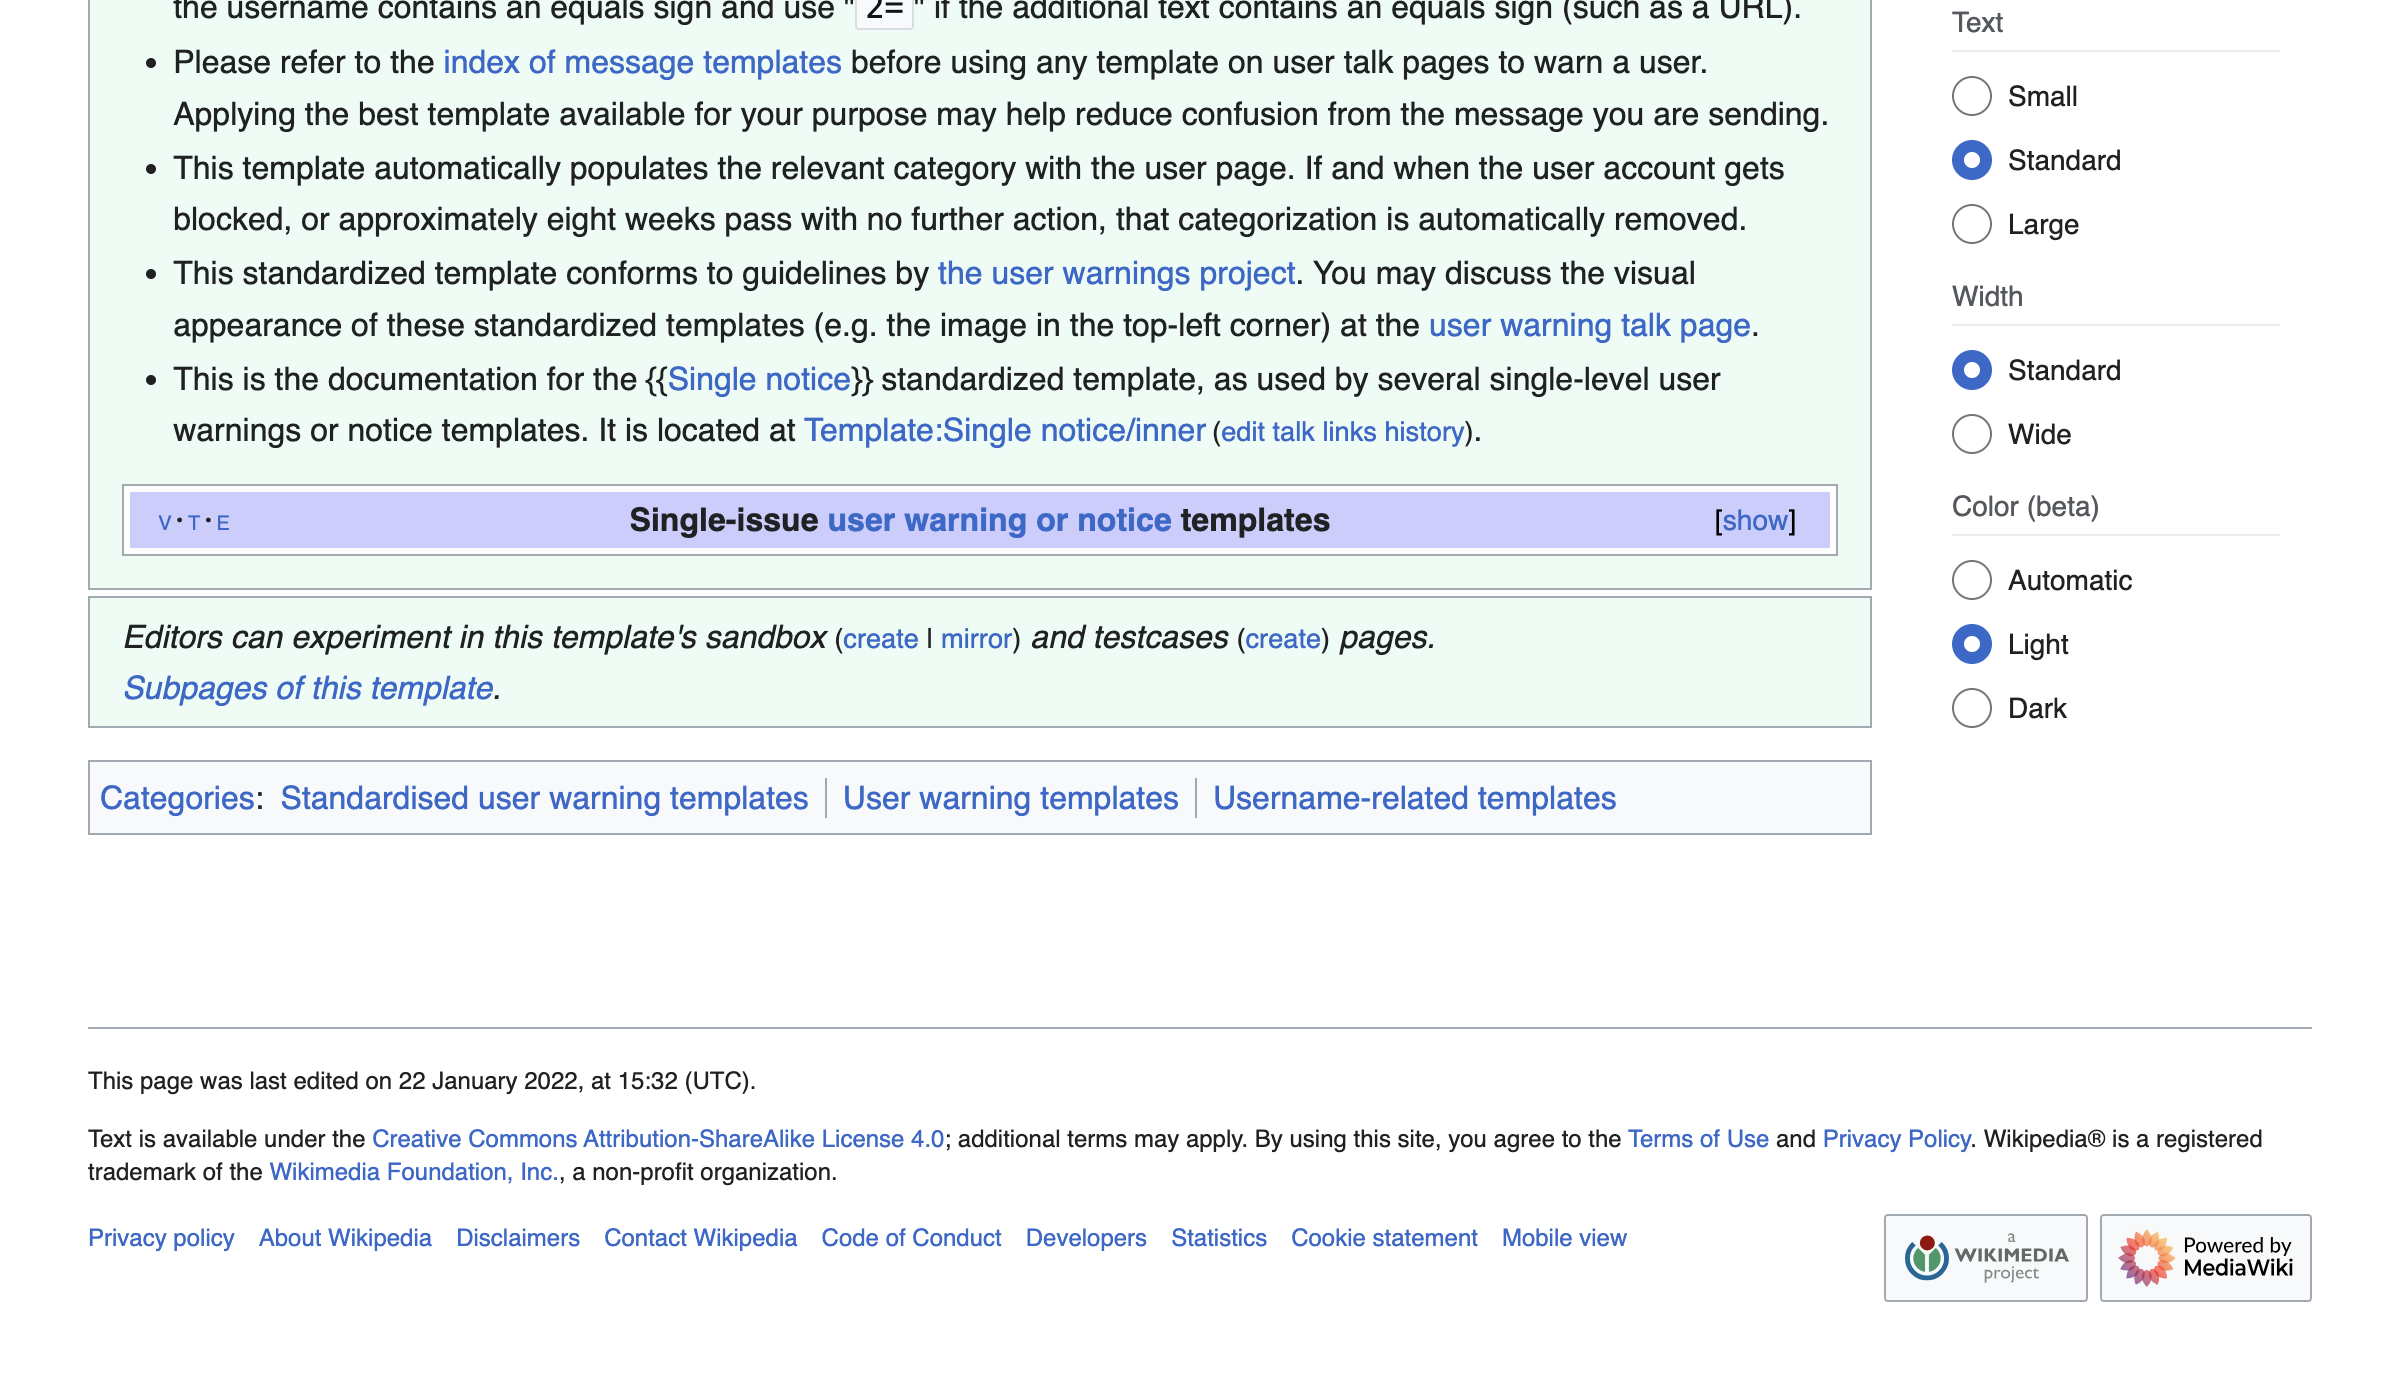 the username contains an equals sign and use "2=" if the additional text contains an equals sign (such as a URL).
• Please refer to the index of message templates before using any template on user talk pages to warn a user.
Applying the best template available for your purpose may help reduce confusion from the message you are sending.
• This template automatically populates the relevant category with the user page. If and when the user account gets
blocked, or approximately eight weeks pass with no further action, that categorization is automatically removed.
• This standardized template conforms to guidelines by the user warnings project. You may discuss the visual
appearance of these standardized templates (e.g. the image in the top-left corner) at the user warning talk page.
• This is the documentation for the {{Single notice}} standardized template, as used by several single-level user
warnings or notice templates. It is located at Template:Single notice/inner (edit talk links history).
V · T · E Single-issue user warning or notice templates [show]
Editors can experiment in this template's sandbox (create | mirror) and testcases (create) pages.
Subpages of this template.
Categories: Standardised user warning templates | User warning templates | Username-related templates
Text
Small
Standard
Large
Width
Standard
Wide
Color (beta)
Automatic
Light
Dark
This page was last edited on 22 January 2022, at 15:32 (UTC).
Text is available under the Creative Commons Attribution-ShareAlike License 4.0; additional terms may apply. By using this site, you agree to the Terms of Use and Privacy Policy. Wikipedia® is a registered
trademark of the Wikimedia Foundation, Inc., a non-profit organization.
Privacy policy About Wikipedia Disclaimers Contact Wikipedia Code of Conduct Developers Statistics Cookie statement Mobile view
a
WIKIMEDIA
project
Powered by
MediaWiki